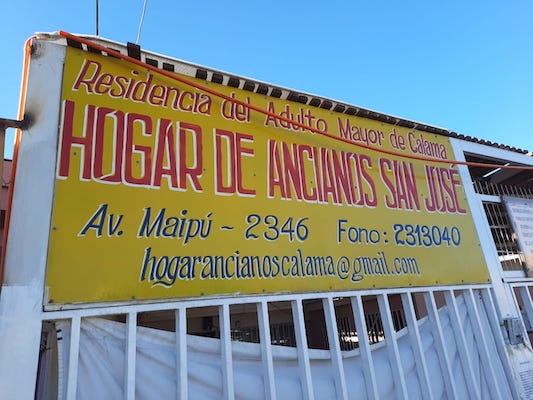 Residencia del Adulto Mayor de Calama
HOGAR DE ANCIANOS SAN JOSÉ
Av. Maipú ~ 2346 Fono: 2313040
hogarancianoscalama@gmail.com